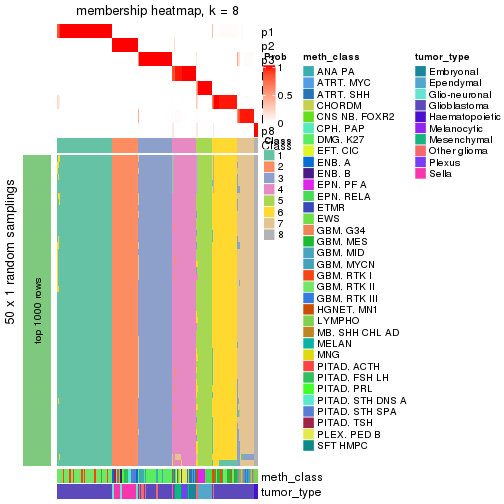 membership heatmap, k = 8
p1
p2
p3
p8
Prob
1
0.5
0
Class
Class
1
2
3
4
5
6
7
8
50 x 1 random samplings
top 1000 rows
meth_class
tumor_type
meth_class
ANA PA
ATRT, MYC
ATRT, SHH
CHORDM
CNS NB, FOXR2
CPH, PAP
DMG, K27
EFT, CIC
ENB, A
ENB, B
EPN, PF A
EPN, RELA
ETMR
EWS
GBM, G34
GBM, MES
GBM, MID
GBM, MYCN
GBM, RTK I
GBM, RTK II
GBM, RTK III
HGNET, MN1
LYMPHO
MB, SHH CHL AD
MELAN
MNG
PITAD, ACTH
PITAD, FSH LH
PITAD, PRL
PITAD, STH DNS A
PITAD, STH SPA
PITAD, TSH
PLEX, PED B
SFT HMPC
tumor_type
Embryonal
Ependymal
Glio-neuronal
Glioblastoma
Haematopoietic
Melanocytic
Mesenchymal
Other glioma
Plexus
Sella